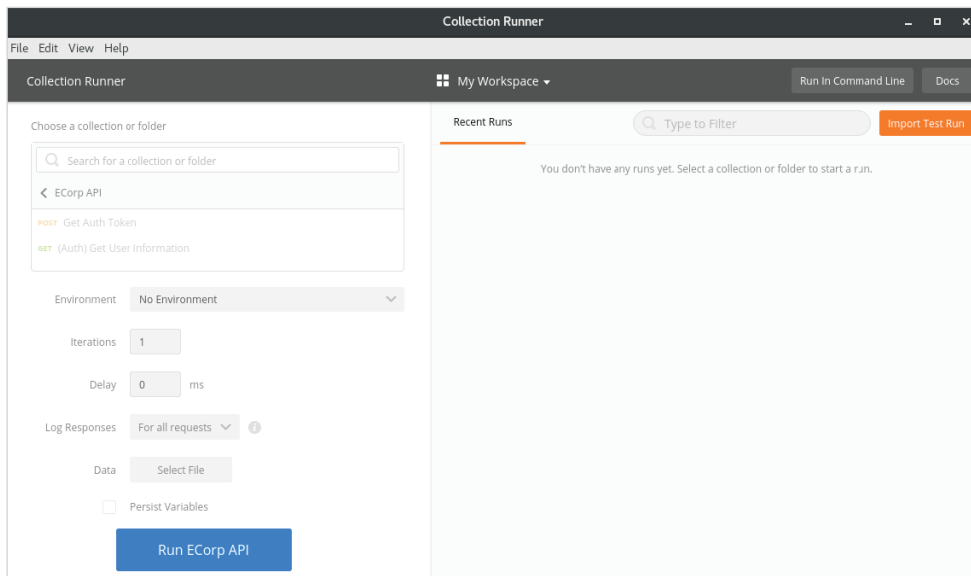 Collection Runner
File Edit View Help
Collection Runner
My Workspace
Run In Command Line
Docs
Choose a collection or folder
Search for a collection or folder
ECorp API
POST Get Auth Token
GET (Auth) Get User Information
Environment No Environment
Iterations 1
Delay 0 ms
Log Responses For all requests
Data Select File
Persist Variables
Run ECorp API
Recent Runs
Type to Filter
Import Test Run
You don't have any runs yet. Select a collection or folder to start a run.